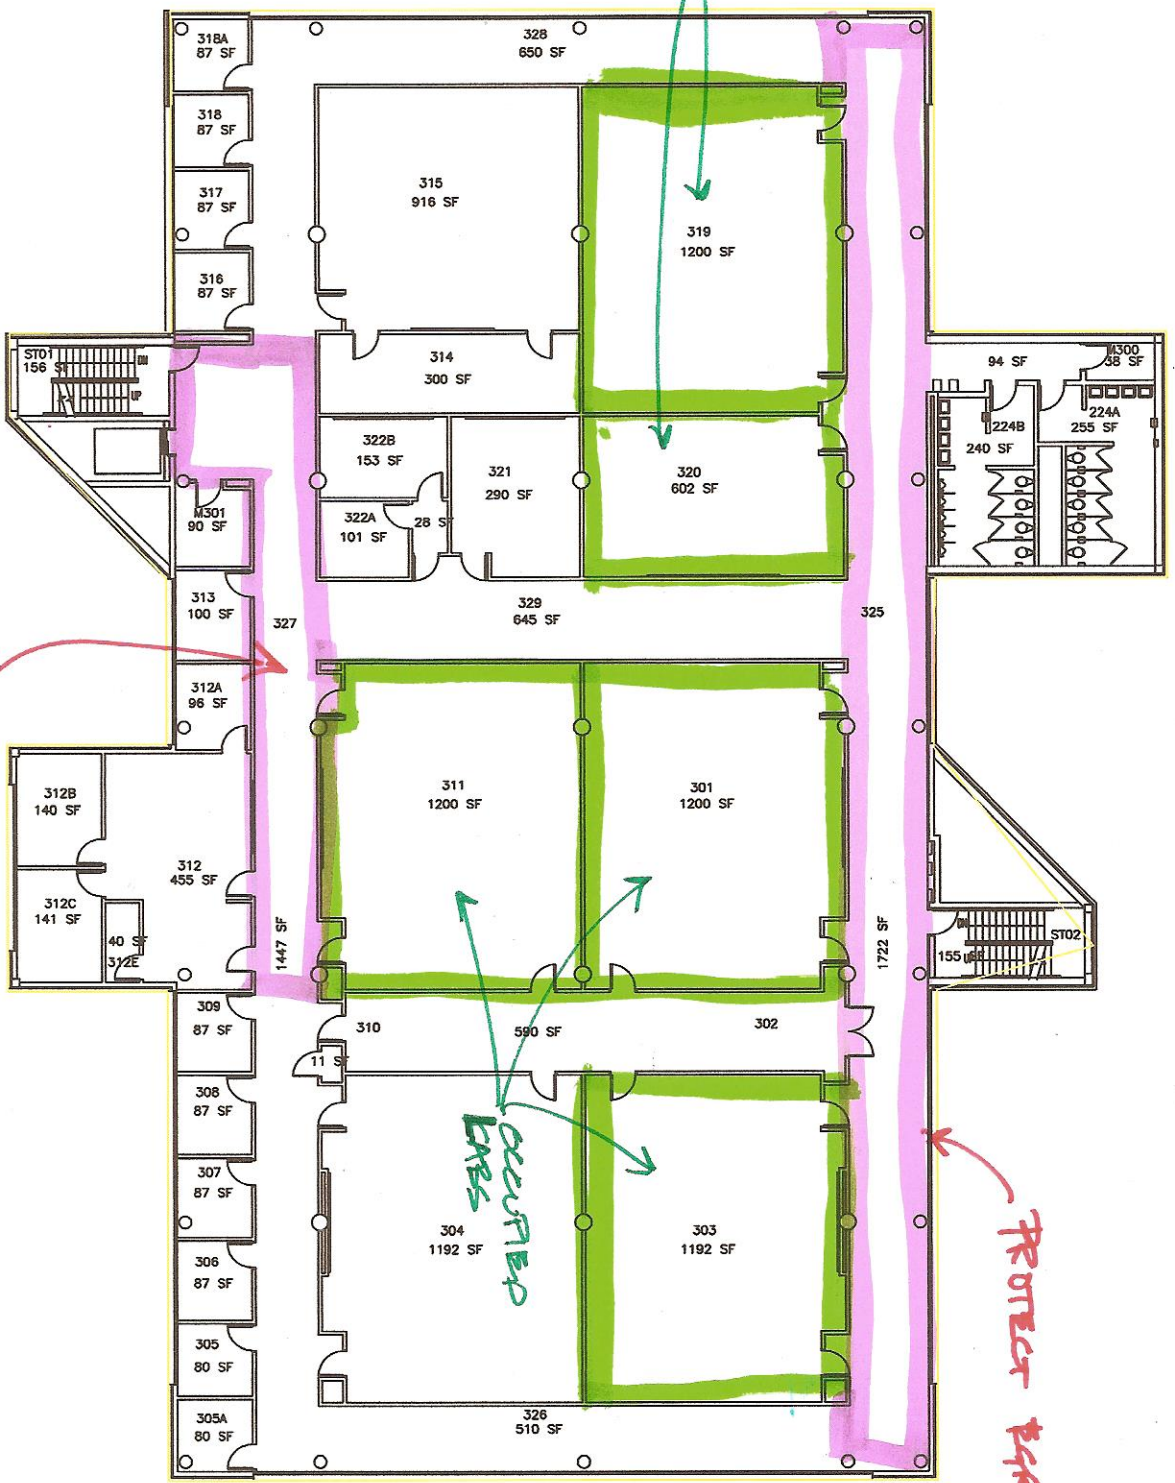 318A
87 SF
328
650 SF
318
87 SF
317
87 SF
316
87 SF
315
916 SF
319
1200 SF
ST01
156 S
DN
UP
314
300 SF
94 SF
M300
38 SF
322B
153 SF
321
290 SF
320
602 SF
224B
240 SF
224A
255 SF
M301
90 SF
322A
101 SF
28 S
313
100 SF
329
645 SF
327
325
312A
96 SF
312B
140 SF
311
1200 SF
301
1200 SF
312
455 SF
312C
141 SF
40 SF
312E
1447 SF
1722 SF
DN
ST02
155
309
87 SF
310
590 SF
302
11 S
308
87 SF
OCCUPIED
LABS
307
87 SF
304
1192 SF
303
1192 SF
PROTECT
306
87 SF
305
80 SF
305A
80 SF
326
510 SF